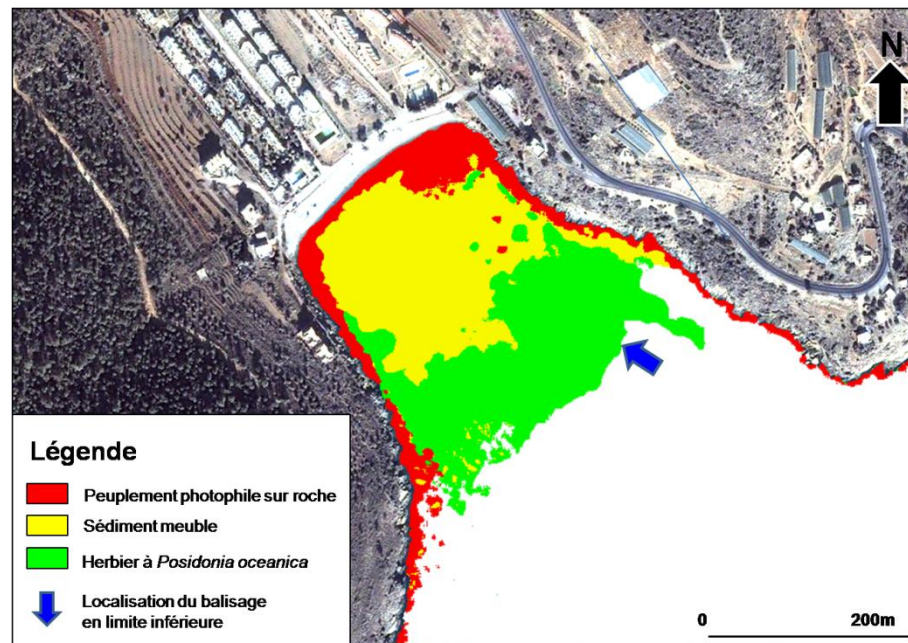 N
Légende
Peuplement photophile sur roche
Sédiment meuble
Herbier à Posidonia oceanica
Localisation du balisage
en limite inférieure
0 200m